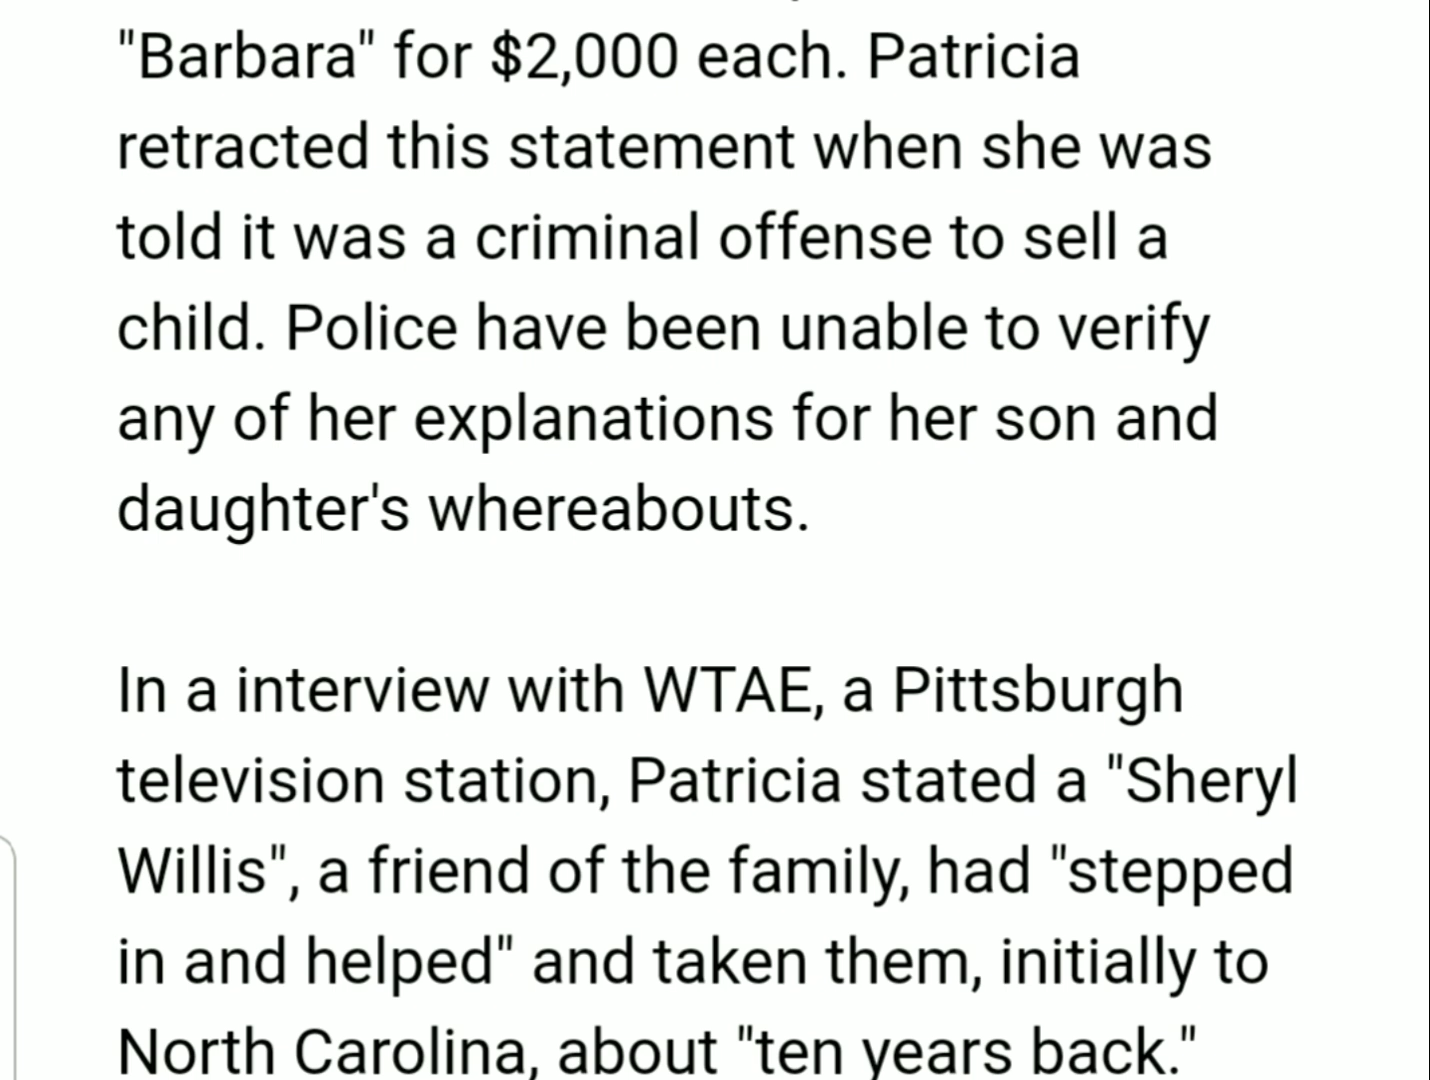 "Barbara" for $2,000 each. Patricia
retracted this statement when she was
told it was a criminal offense to sell a
child. Police have been unable to verify
any of her explanations for her son and
daughter's whereabouts.
In a interview with WTAE, a Pittsburgh
television station, Patricia stated a "Sheryl
Willis", a friend of the family, had "stepped
in and helped" and taken them, initially to
North Carolina, about "ten years back."